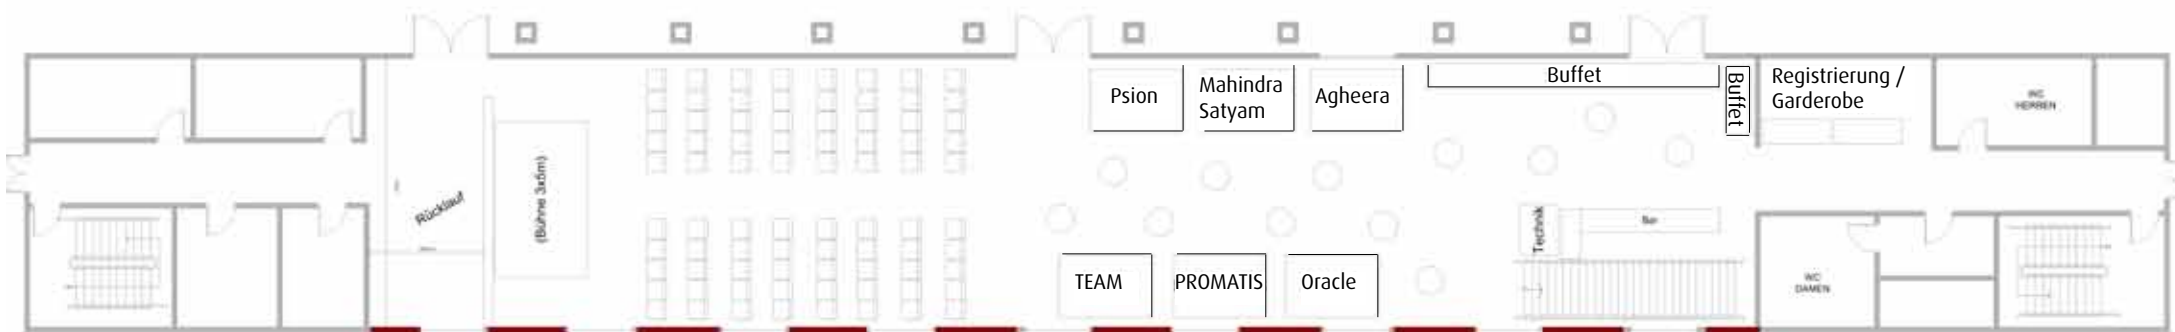 Psion
Mahindra
Satyam
Agheera
Buffet
Buffet
Registrierung /
Garderobe
WC
HERREN
Rücklauf
(Bühne 3x6m)
Technik
Bar
TEAM
PROMATIS
Oracle
WC
DAMEN